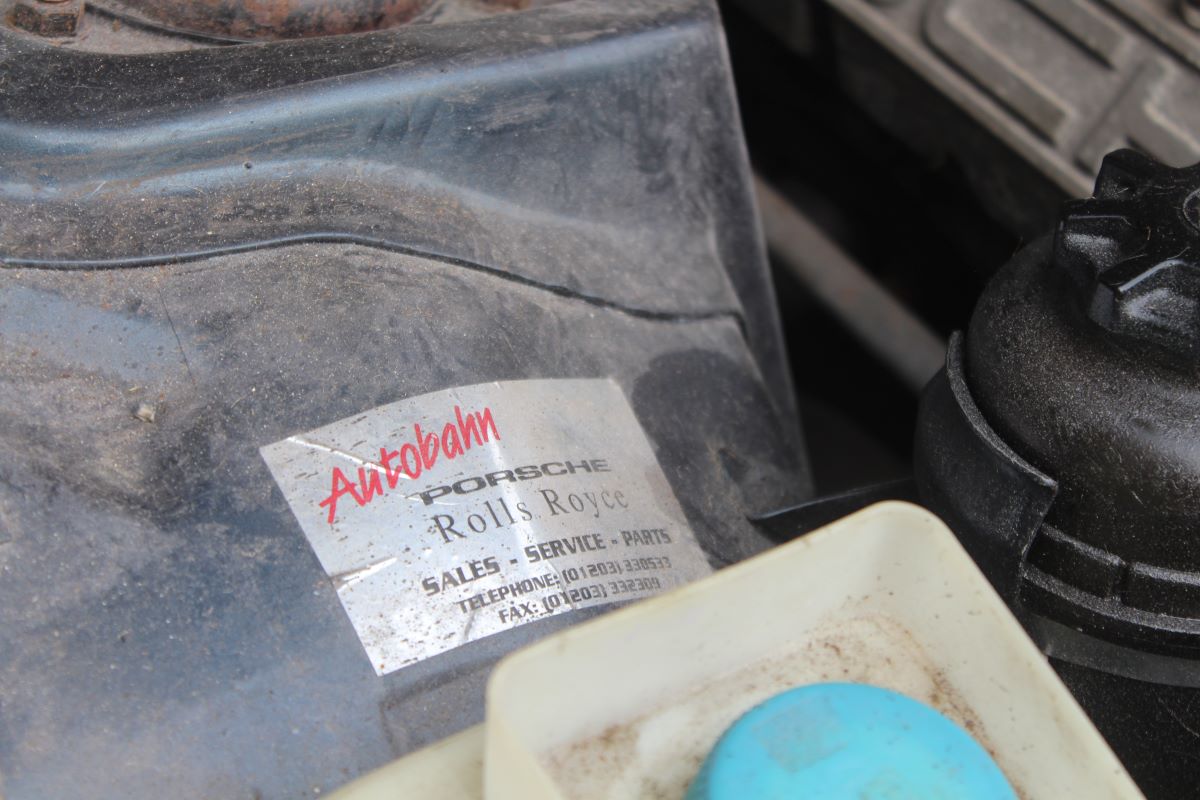 Autobahn
PORSCHE
Rolls Royce
SALES - SERVICE - PARTS
TELEPHONE: (01203) 330533
FAX: (01203) 332309